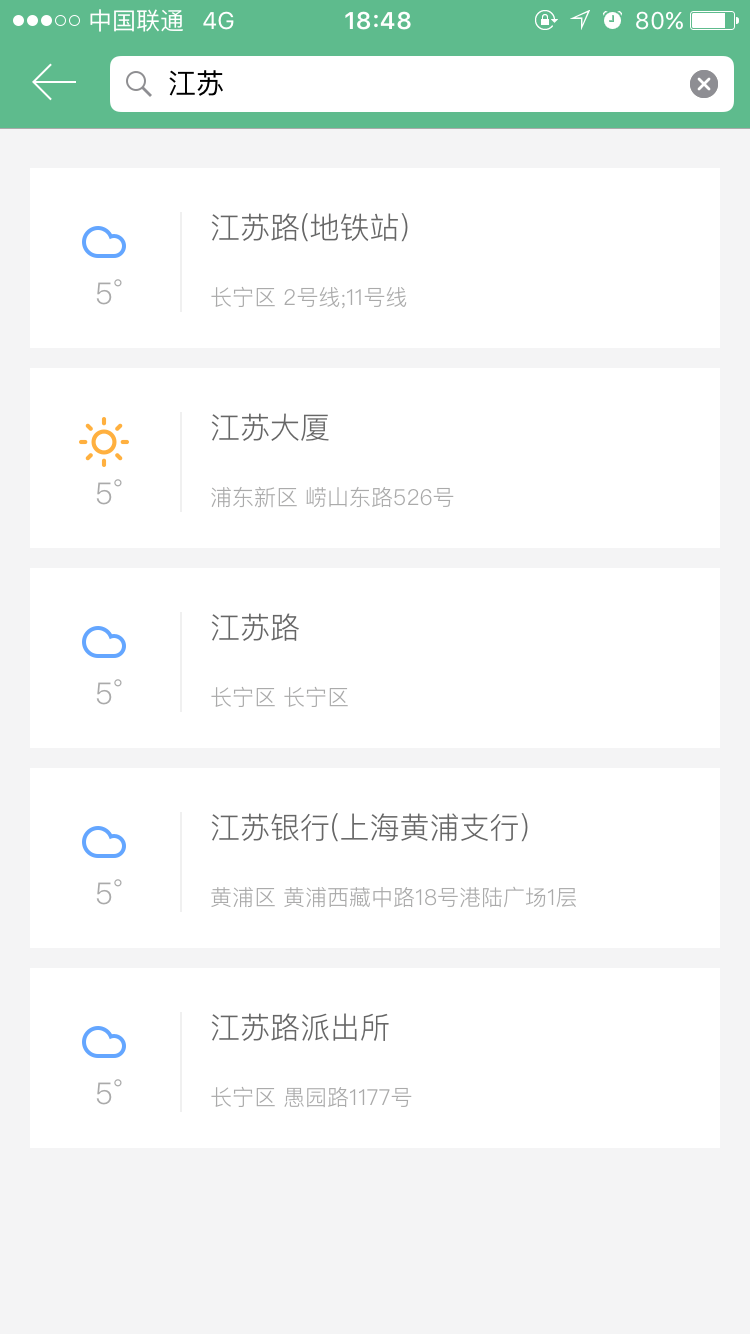 中国联通 4G 18:48 80%
江苏
江苏路(地铁站)
5°
长宁区 2号线;11号线
江苏大厦
5°
浦东新区 崂山东路526号
江苏路
5°
长宁区 长宁区
江苏银行(上海黄浦支行)
5°
黄浦区 黄浦西藏中路18号港陆广场1层
江苏路派出所
5°
长宁区 愚园路1177号